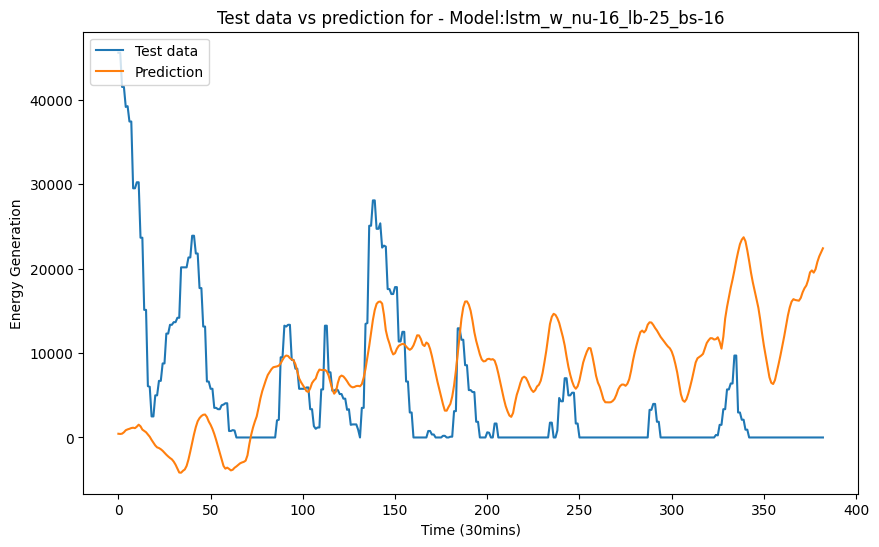 Test data vs prediction for - Model:lstm_w_nu-16_lb-25_bs-16
Test data
Prediction
Energy Generation
40000
30000
20000
10000
0
0 50 100 150 200 250 300 350 400
Time (30mins)